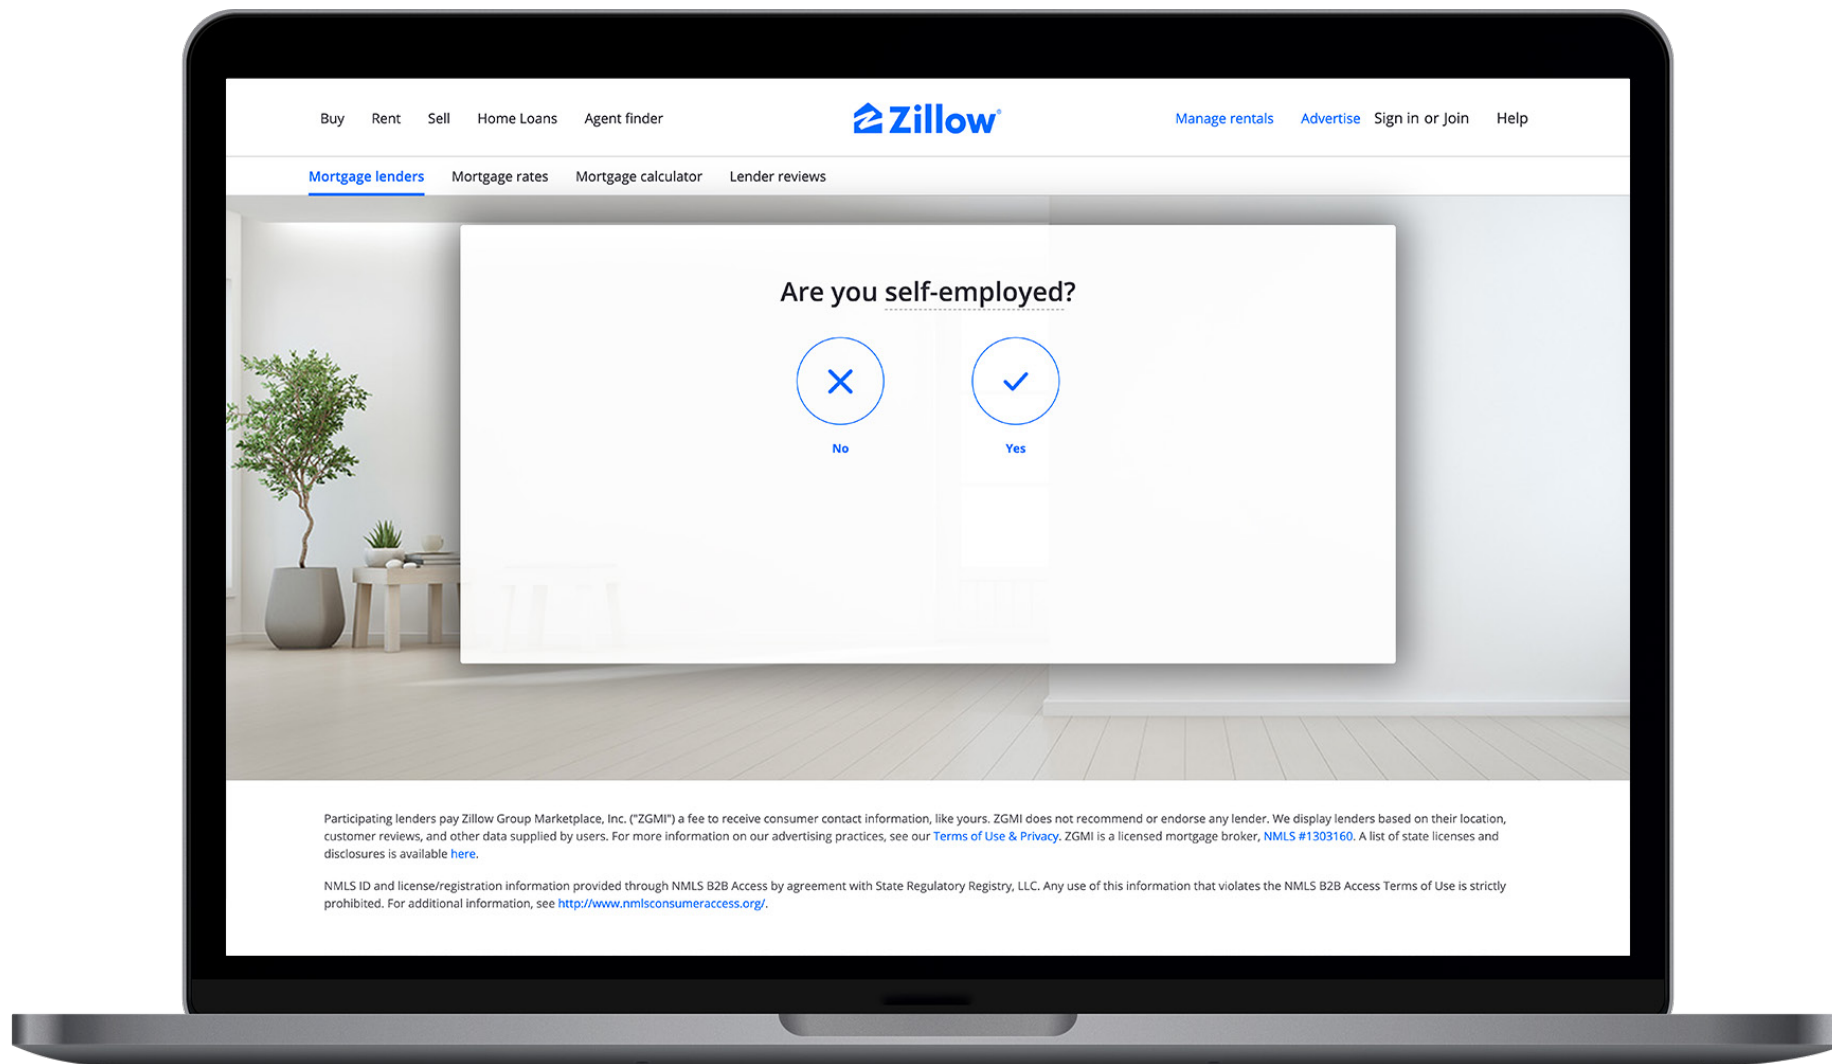 Buy Rent Sell Home Loans Agent finder Zillow® Manage rentals Advertise Sign in or Join Help
Mortgage lenders Mortgage rates Mortgage calculator Lender reviews
Are you self-employed?
No Yes
Participating lenders pay Zillow Group Marketplace, Inc. ("ZGMI") a fee to receive consumer contact information, like yours. ZGMI does not recommend or endorse any lender. We display lenders based on their location,
customer reviews, and other data supplied by users. For more information on our advertising practices, see our Terms of Use & Privacy. ZGMI is a licensed mortgage broker, NMLS #1303160. A list of state licenses and
disclosures is available here.
NMLS ID and license/registration information provided through NMLS B2B Access by agreement with State Regulatory Registry, LLC. Any use of this information that violates the NMLS B2B Access Terms of Use is strictly
prohibited. For additional information, see http://www.nmlsconsumeraccess.org/.